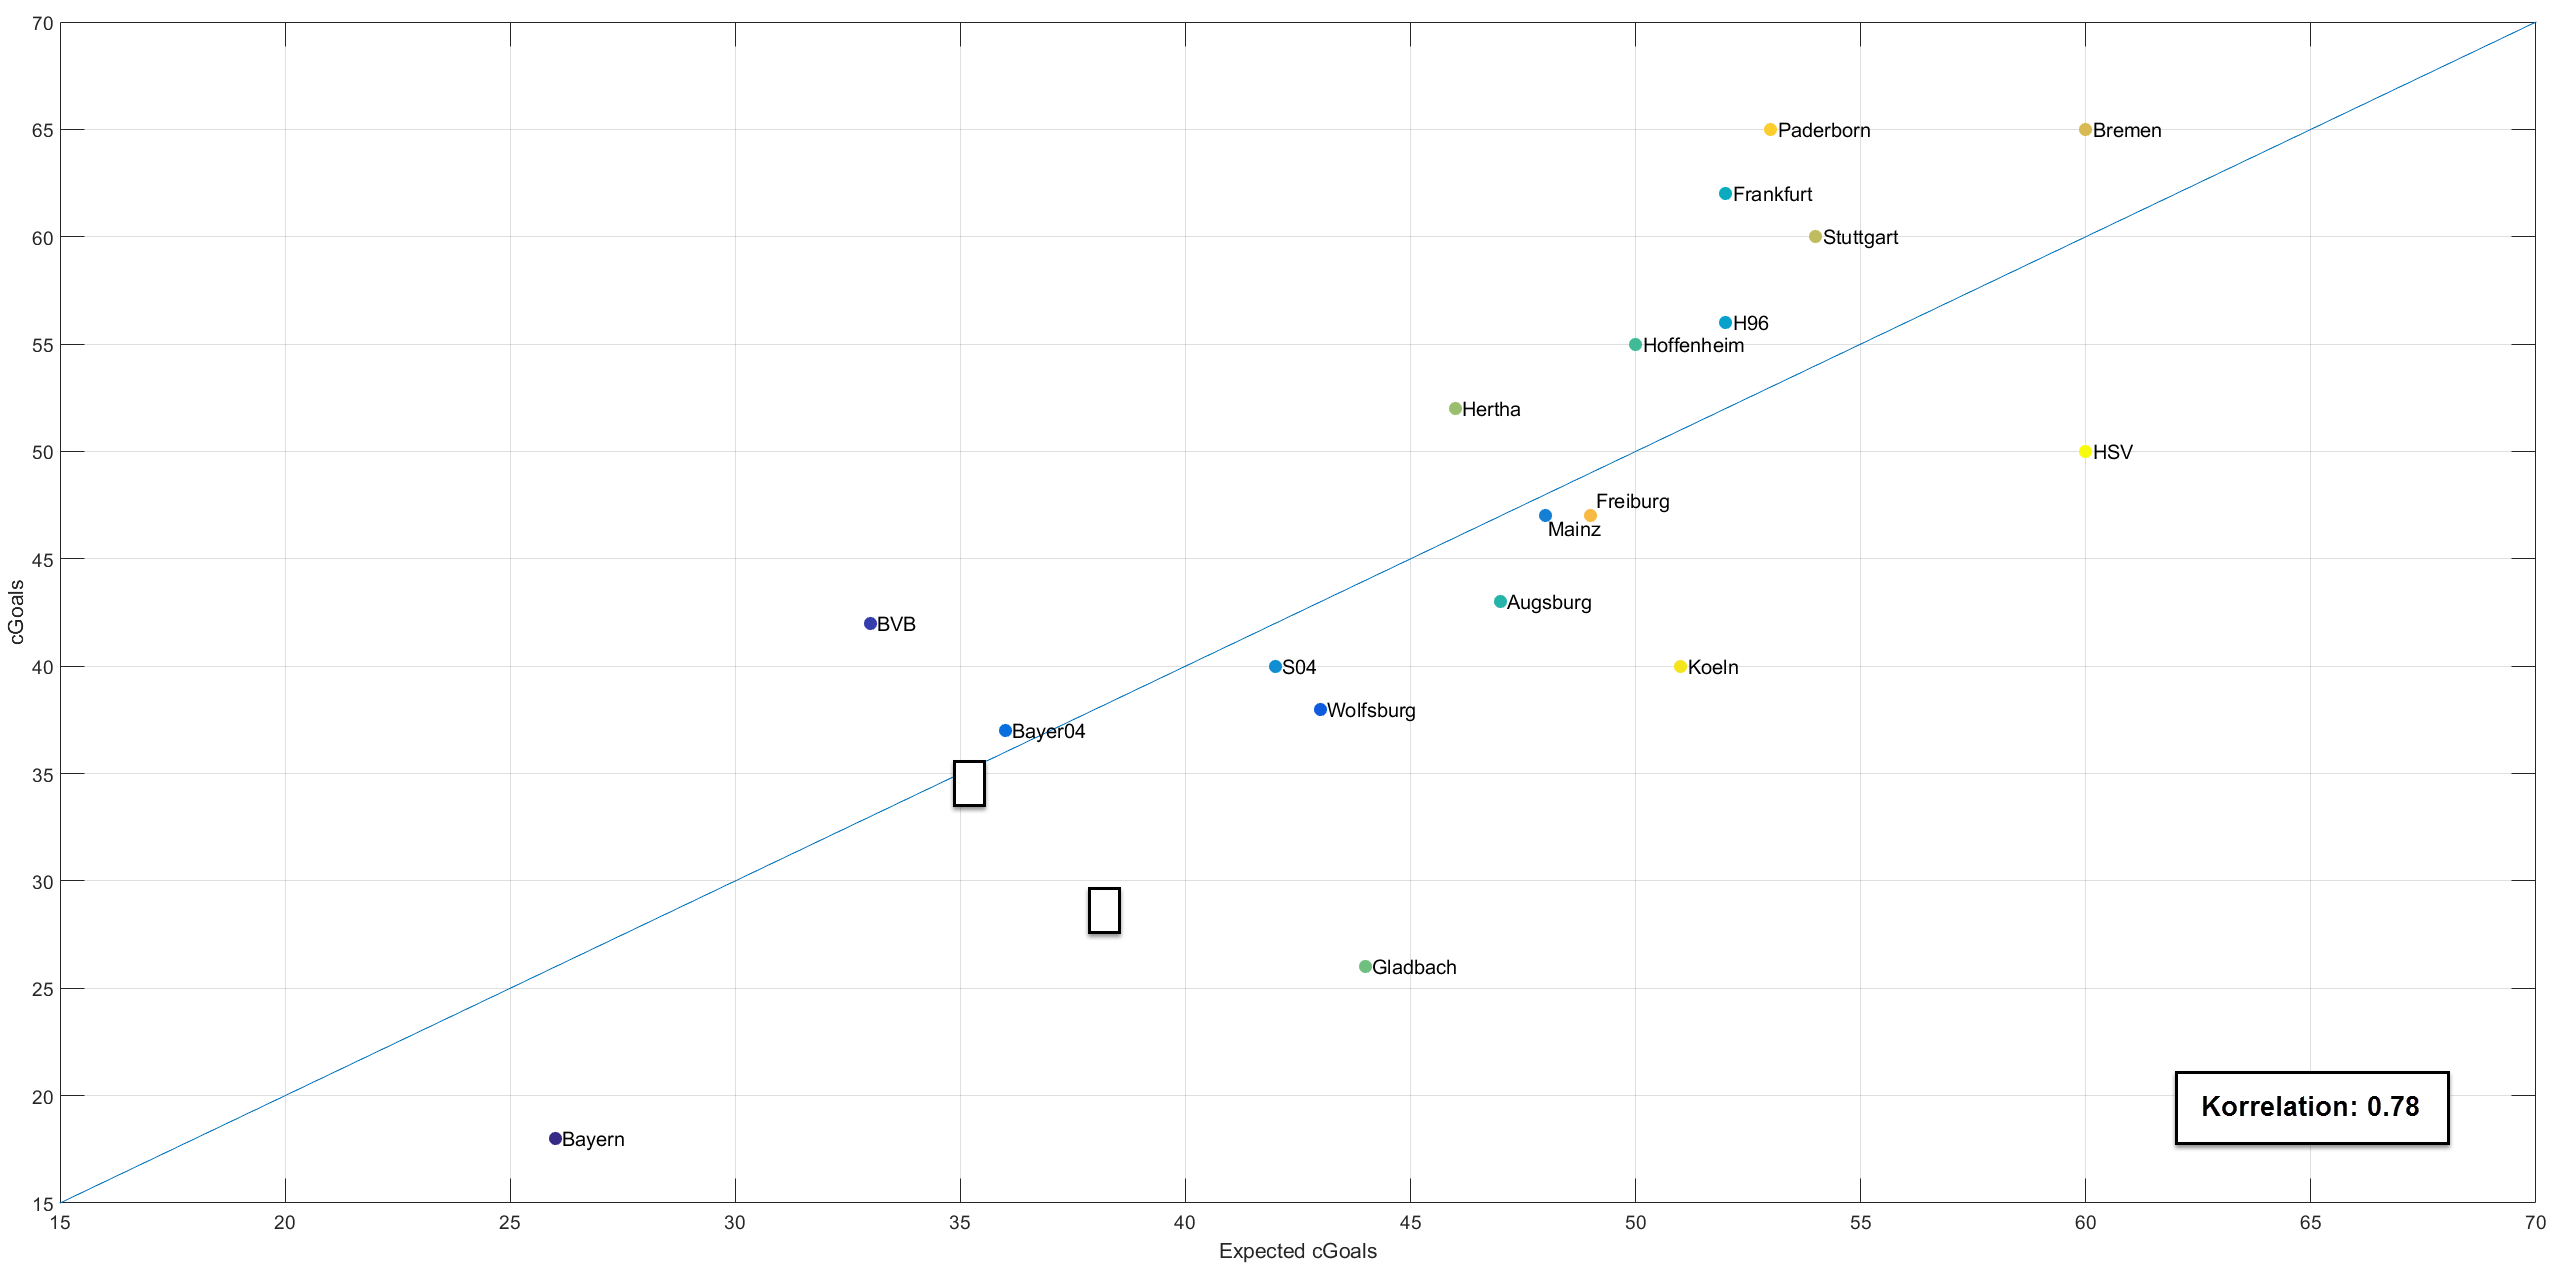 70
65
60
55
50
45
40
35
30
25
20
15
cGoals
Paderborn
Bremen
Frankfurt
Stuttgart
H96
Hoffenheim
Hertha
HSV
Freiburg
Mainz
Augsburg
BVB
S04
Koeln
Wolfsburg
Bayer04
Gladbach
Bayern
Korrelation: 0.78
15 20 25 30 35 40 45 50 55 60 65 70
Expected cGoals